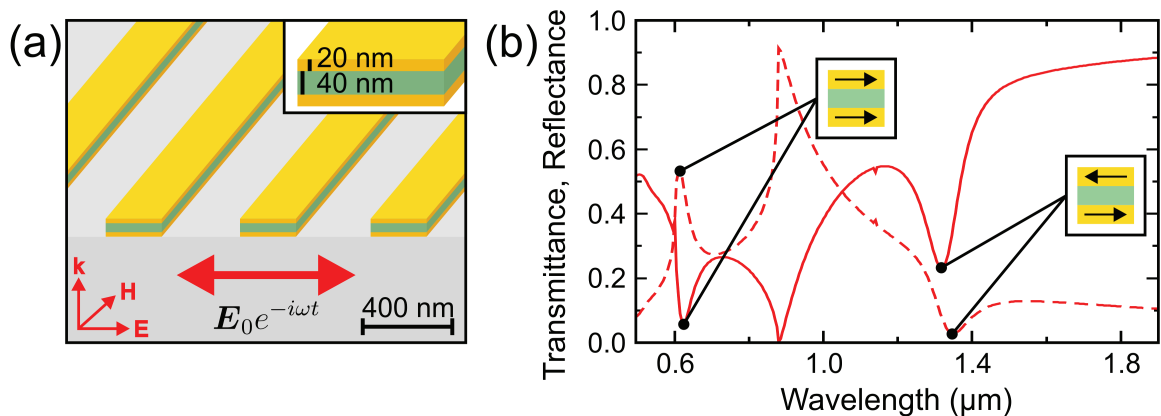 (a)
20 nm
40 nm
k
H
E
E₀e⁻ⁱωᵗ
400 nm
(b)
Transmittance, Reflectance
1.0
0.8
0.6
0.4
0.2
0.0
0.6
1.0
1.4
1.8
Wavelength (μm)